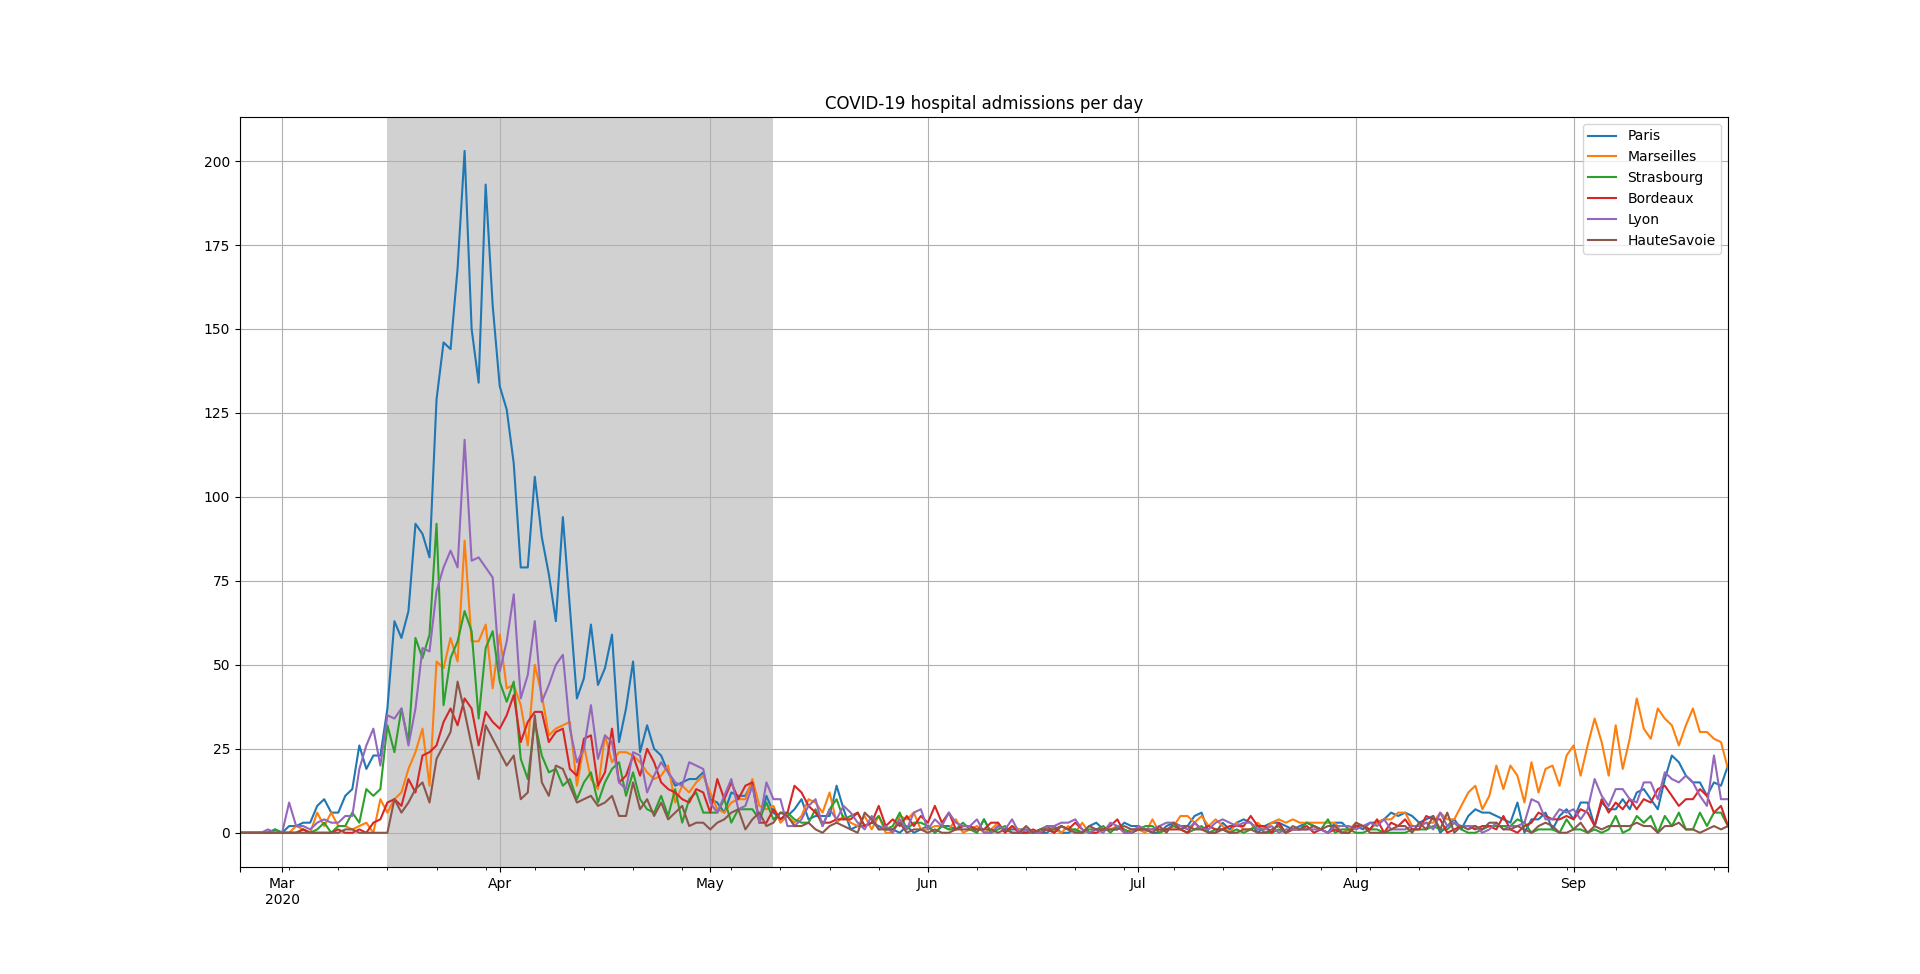 COVID-19 hospital admissions per day
Paris
Marseilles
Strasbourg
Bordeaux
Lyon
HauteSavoie
200
175
150
125
100
75
50
25
0
Mar
2020
Apr
May
Jun
Jul
Aug
Sep